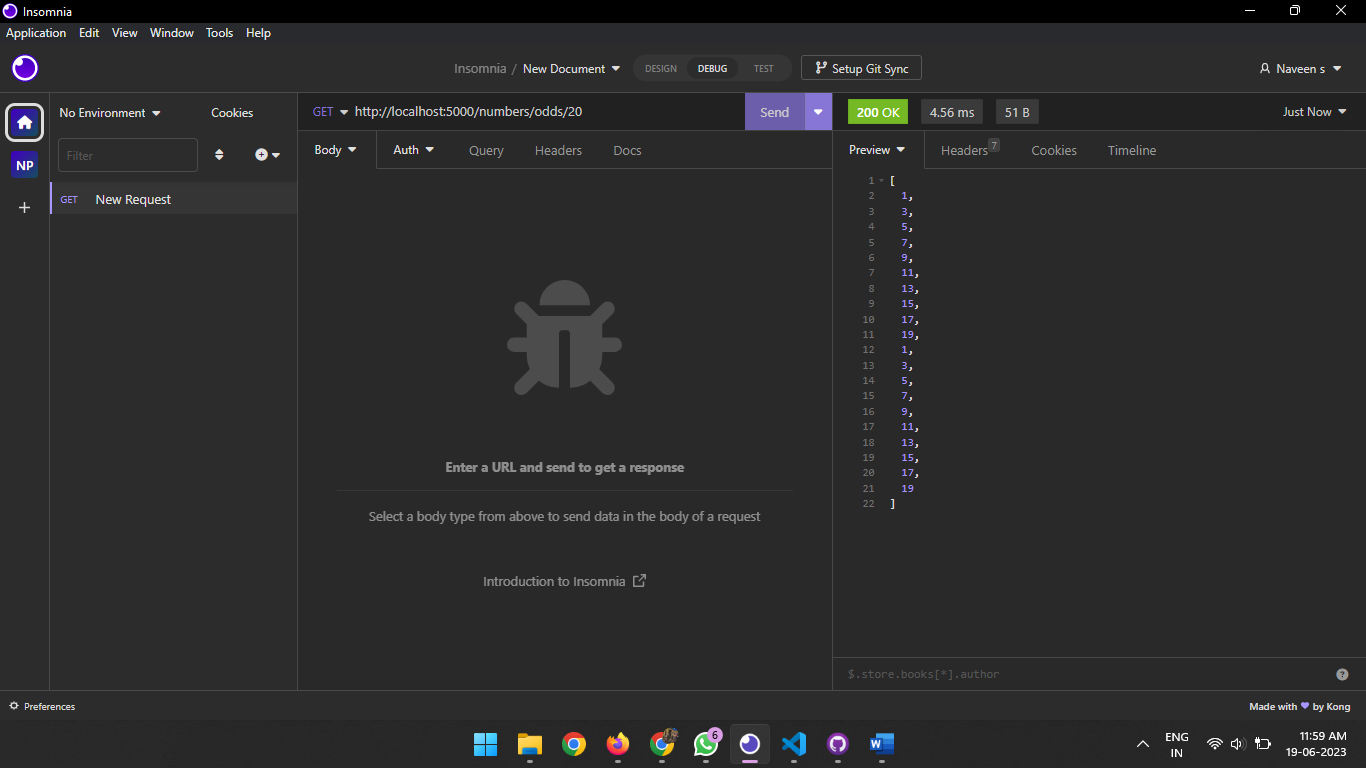 Insomnia
Application Edit View Window Tools Help
Insomnia / New Document DESIGN DEBUG TEST Setup Git Sync Naveen s
No Environment Cookies
GET http://localhost:5000/numbers/odds/20 Send
200 OK 4.56 ms 51 B Just Now
Filter
Body Auth Query Headers Docs
Preview Headers 7 Cookies Timeline
NP
GET New Request
1 [
2 1,
3 3,
4 5,
5 7,
6 9,
7 11,
8 13,
9 15,
10 17,
11 19,
12 1,
13 3,
14 5,
15 7,
16 9,
17 11,
18 13,
19 15,
20 17,
21 19
22 ]
Enter a URL and send to get a response
Select a body type from above to send data in the body of a request
Introduction to Insomnia
$.store.books[*].author
Preferences
Made with by Kong
6
ENG
IN
11:59 AM
19-06-2023